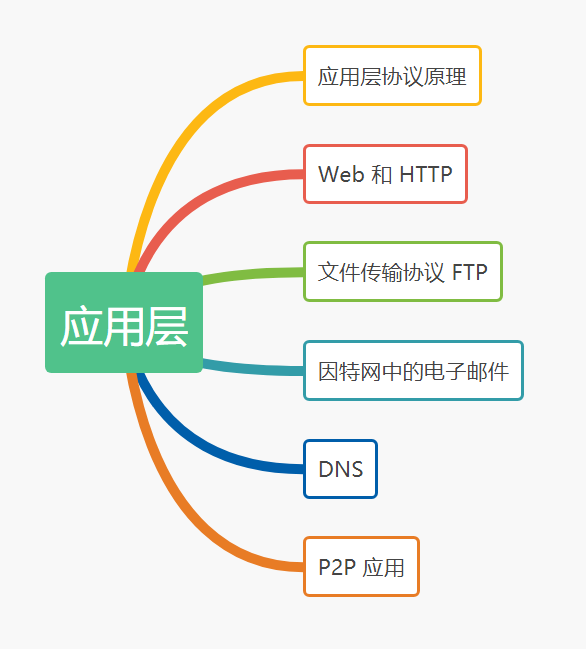 应用层
应用层协议原理
Web 和 HTTP
文件传输协议 FTP
因特网中的电子邮件
DNS
P2P 应用